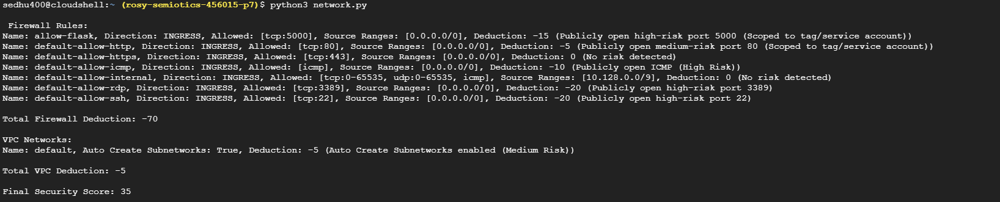 sedhu400@cloudshell:~ (rosy-semiotics-456015-p7)$ python3 network.py
Firewall Rules:
Name: allow-flask, Direction: INGRESS, Allowed: [tcp:5000], Source Ranges: [0.0.0.0/0], Deduction: -15 (Publicly open high-risk port 5000 (Scoped to tag/service account))
Name: default-allow-http, Direction: INGRESS, Allowed: [tcp:80], Source Ranges: [0.0.0.0/0], Deduction: -5 (Publicly open medium-risk port 80 (Scoped to tag/service account))
Name: default-allow-https, Direction: INGRESS, Allowed: [tcp:443], Source Ranges: [0.0.0.0/0], Deduction: 0 (No risk detected)
Name: default-allow-icmp, Direction: INGRESS, Allowed: [icmp], Source Ranges: [0.0.0.0/0], Deduction: -10 (Publicly open ICMP (High Risk))
Name: default-allow-internal, Direction: INGRESS, Allowed: [tcp:0-65535, udp:0-65535, icmp], Source Ranges: [10.128.0.0/9], Deduction: 0 (No risk detected)
Name: default-allow-rdp, Direction: INGRESS, Allowed: [tcp:3389], Source Ranges: [0.0.0.0/0], Deduction: -20 (Publicly open high-risk port 3389)
Name: default-allow-ssh, Direction: INGRESS, Allowed: [tcp:22], Source Ranges: [0.0.0.0/0], Deduction: -20 (Publicly open high-risk port 22)
Total Firewall Deduction: -70
VPC Networks:
Name: default, Auto Create Subnetworks: True, Deduction: -5 (Auto Create Subnetworks enabled (Medium Risk))
Total VPC Deduction: -5
Final Security Score: 35